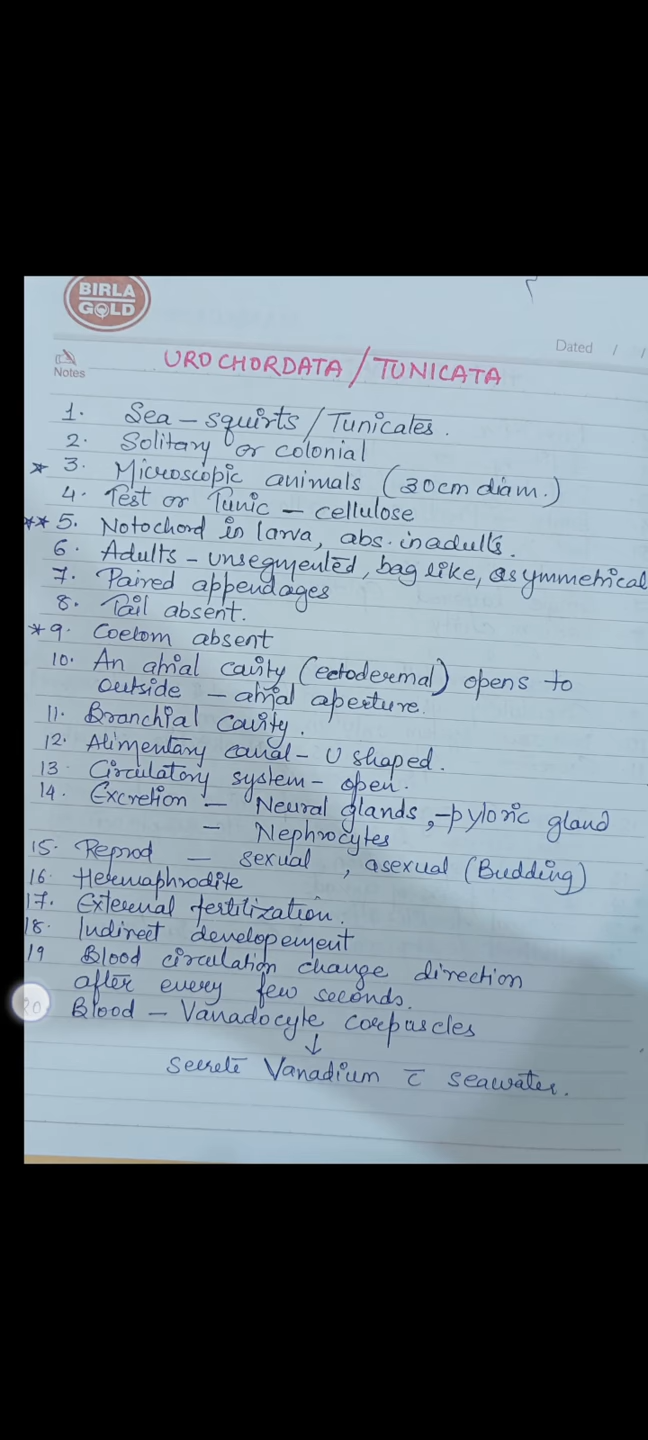 BIRLA
GOLD
Dated / /
Notes
UROCHORDATA / TUNICATA
1. Sea - squirts / Tunicates.
2. Solitary or colonial
* 3. Microscopic animals (30cm diam.)
4. Test or Tunic - cellulose
** 5. Notochord in larva, abs. in adults.
6. Adults - unsegmented, bag like, asymmetrical
7. Paired appendages
8. Tail absent.
* 9. Coelom absent
10. An atrial cavity (ectodermal) opens to
outside - atrial aperture.
11. Branchial cavity.
12. Alimentary canal - U shaped.
13. Circulatory system - open.
14. Excretion - Neural glands, - pyloric gland
- Nephrocytes
15. Reprod - sexual, asexual (Budding)
16. Heremaphrodite
17. External fertilization.
18. Indirect developement
19 Blood circulation change direction
after every few seconds.
20. Blood - Vanadocyte corpuscles
↓
Secrete Vanadium c̅ seawater.